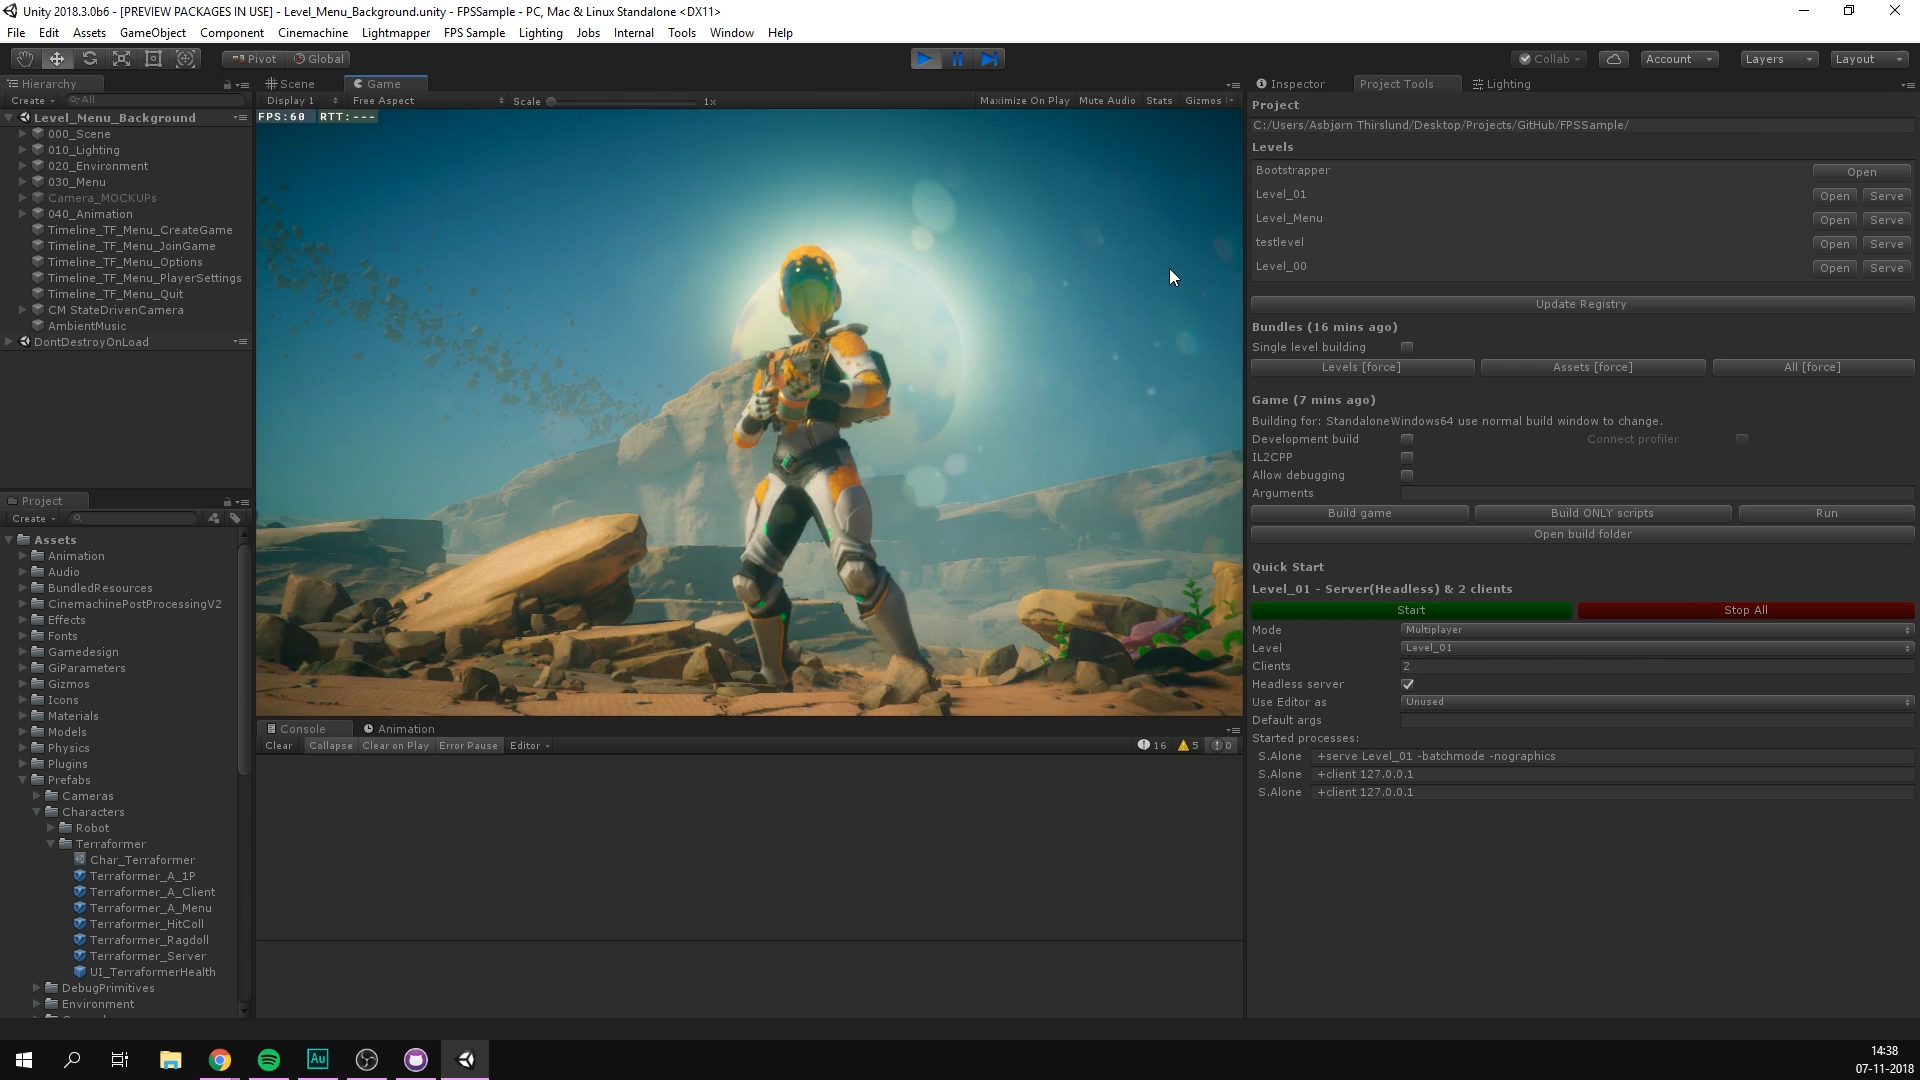 Unity 2018.3.0b6 - [PREVIEW PACKAGES IN USE] - Level_Menu_Background.unity - FPSSample - PC, Mac & Linux Standalone <DX11>
File Edit Assets GameObject Component Cinemachine Lightmapper FPS Sample Lighting Jobs Internal Tools Window Help
Pivot Global Collab Account Layers Layout
Hierarchy
Create All
Level_Menu_Background
000_Scene
010_Lighting
020_Environment
030_Menu
Camera_MOCKUPs
040_Animation
Timeline_TF_Menu_CreateGame
Timeline_TF_Menu_JoinGame
Timeline_TF_Menu_Options
Timeline_TF_Menu_PlayerSettings
Timeline_TF_Menu_Quit
CM StateDrivenCamera
AmbientMusic
DontDestroyOnLoad
Project
Create
Assets
Animation
Audio
BundledResources
CinemachinePostProcessingV2
Effects
Fonts
Gamedesign
GiParameters
Gizmos
Icons
Materials
Models
Physics
Plugins
Prefabs
Cameras
Characters
Robot
Terraformer
Char_Terraformer
Terraformer_A_1P
Terraformer_A_Client
Terraformer_A_Menu
Terraformer_HitColl
Terraformer_Ragdoll
Terraformer_Server
UI_TerraformerHealth
DebugPrimitives
Environment
Scene Game
Display 1 Free Aspect Scale 1x Maximize On Play Mute Audio Stats Gizmos
FPS:60 RTT:---
Console Animation
Clear Collapse Clear on Play Error Pause Editor 16 5 0
Inspector Project Tools Lighting
Project
C:/Users/Asbjørn Thirslund/Desktop/Projects/GitHub/FPSSample/
Levels
Bootstrapper Open
Level_01 Open Serve
Level_Menu Open Serve
testlevel Open Serve
Level_00 Open Serve
Update Registry
Bundles (16 mins ago)
Single level building
Levels [force] Assets [force] All [force]
Game (7 mins ago)
Building for: StandaloneWindows64 use normal build window to change.
Development build Connect profiler
IL2CPP
Allow debugging
Arguments
Build game Build ONLY scripts Run
Open build folder
Quick Start
Level_01 - Server(Headless) & 2 clients
Start Stop All
Mode Multiplayer
Level Level_01
Clients 2
Headless server
Use Editor as Unused
Default args
Started processes:
S.Alone +serve Level_01 -batchmode -nographics
S.Alone +client 127.0.0.1
S.Alone +client 127.0.0.1
Au
14:38
07-11-2018